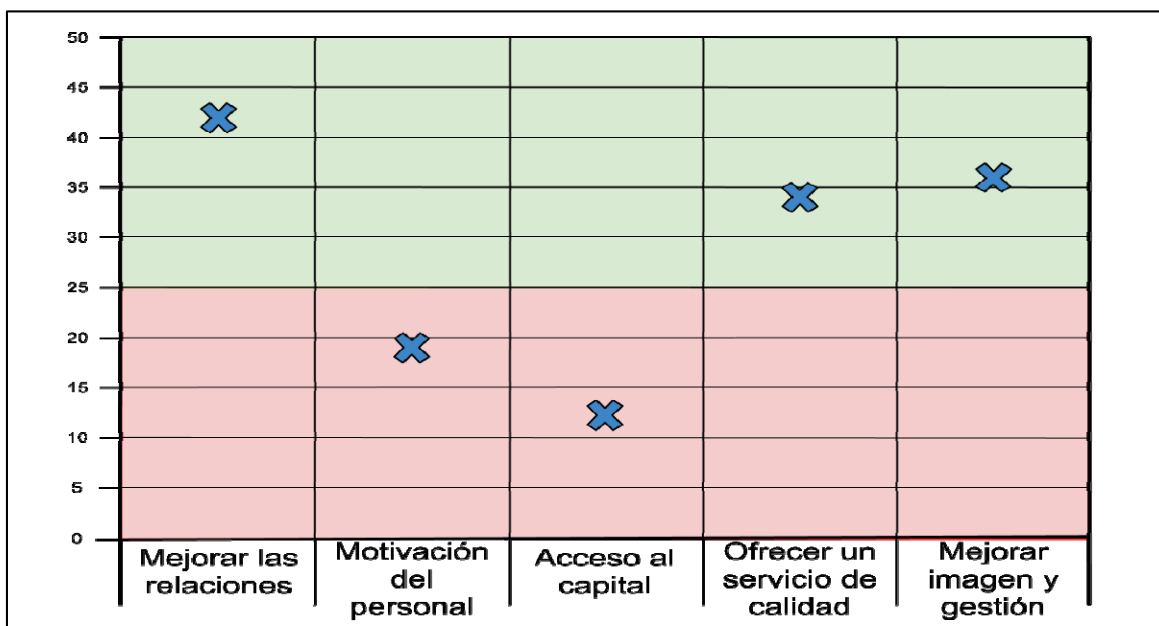 50
45
40
35
30
25
20
15
10
5
0
Mejorar las
relaciones
Motivación
del
personal
Acceso al
capital
Ofrecer un
servicio de
calidad
Mejorar
imagen y
gestión